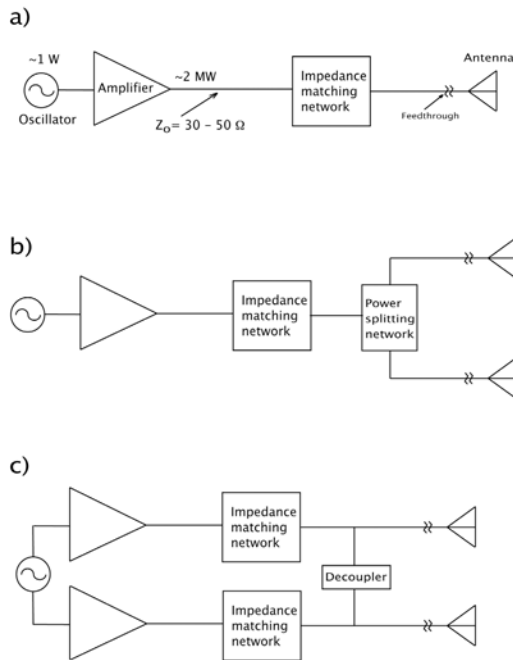 a)
~1 W
Oscillator
Amplifier
~2 MW
Zo= 30 – 50 Ω
Impedance
matching
network
Feedthrough
Antenna
b)
Impedance
matching
network
Power
splitting
network
c)
Impedance
matching
network
Decoupler
Impedance
matching
network